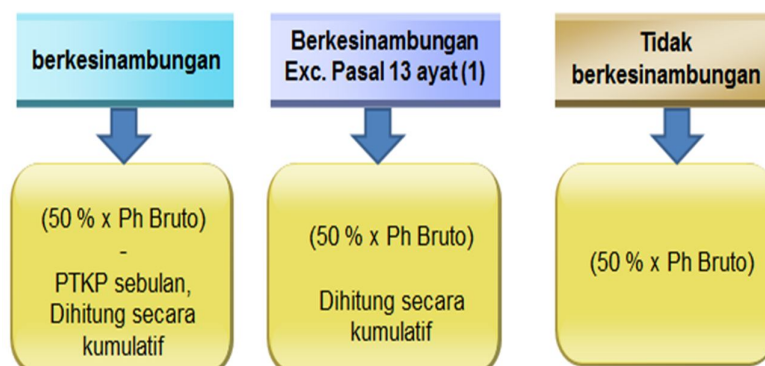 berkesinambungan
Berkesinambungan
Exc. Pasal 13 ayat (1)
Tidak
berkesinambungan
(50 % x Ph Bruto)
-
PTKP sebulan,
Dihitung secara
kumulatif
(50 % x Ph Bruto)
Dihitung secara
kumulatif
(50 % x Ph Bruto)